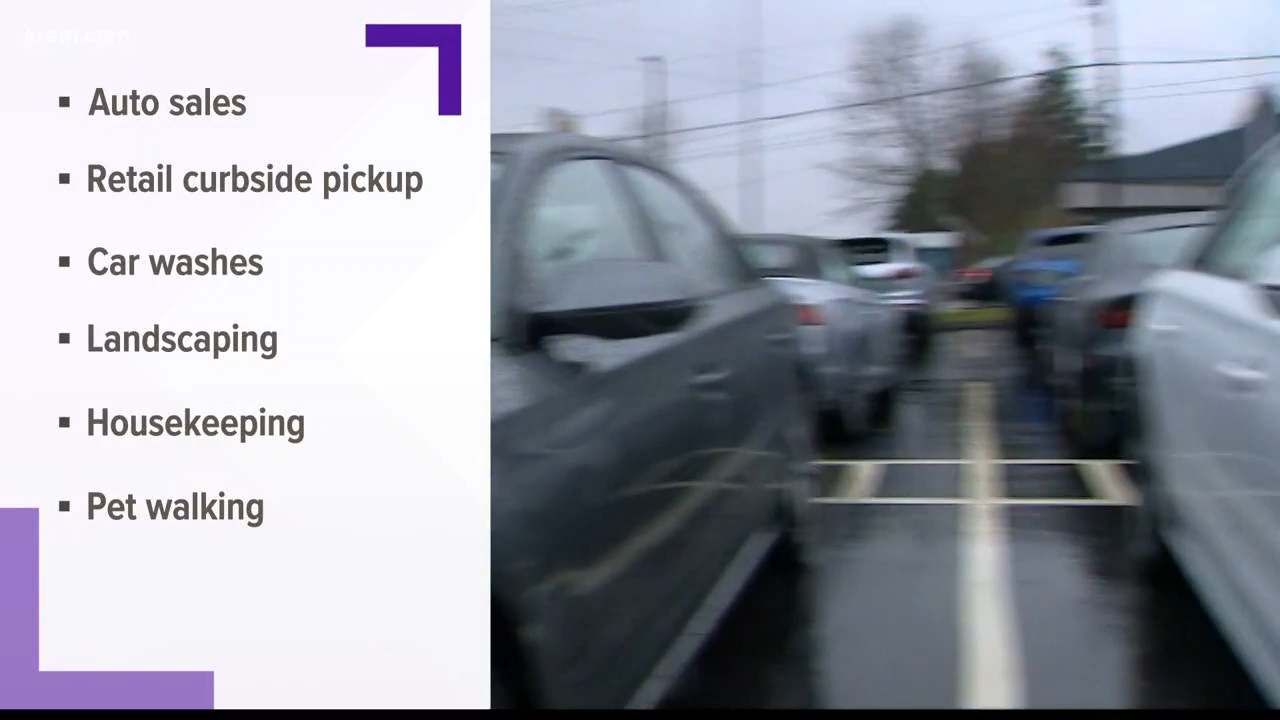 ▪ Auto sales
▪ Retail curbside pickup
▪ Car washes
▪ Landscaping
▪ Housekeeping
▪ Pet walking